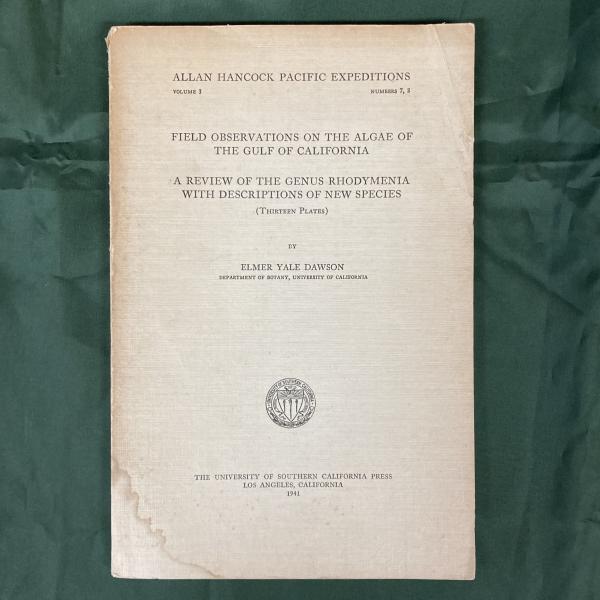 ALLAN HANCOCK PACIFIC EXPEDITIONS
VOLUME 3 NUMBERS 7, 8
FIELD OBSERVATIONS ON THE ALGAE OF
THE GULF OF CALIFORNIA
A REVIEW OF THE GENUS RHODYMENIA
WITH DESCRIPTIONS OF NEW SPECIES
(THIRTEEN PLATES)
BY
ELMER YALE DAWSON
DEPARTMENT OF BOTANY, UNIVERSITY OF CALIFORNIA
THE UNIVERSITY OF SOUTHERN CALIFORNIA PRESS
LOS ANGELES, CALIFORNIA
1941